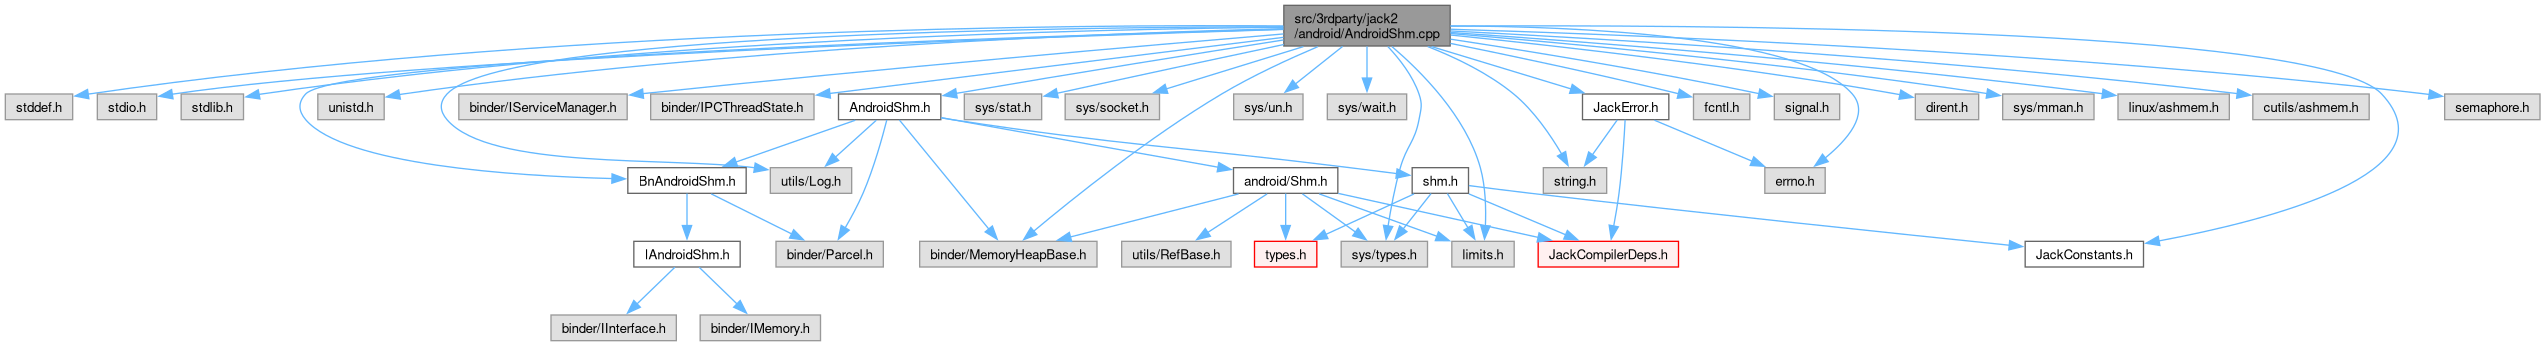 src/3rdparty/jack2
/android/AndroidShm.cpp
stddef.h
stdio.h
stdlib.h
unistd.h
binder/IServiceManager.h
binder/IPCThreadState.h
AndroidShm.h
sys/stat.h
sys/socket.h
sys/un.h
sys/wait.h
JackError.h
fcntl.h
signal.h
dirent.h
sys/mman.h
linux/ashmem.h
cutils/ashmem.h
semaphore.h
BnAndroidShm.h
utils/Log.h
android/Shm.h
shm.h
string.h
errno.h
IAndroidShm.h
binder/Parcel.h
binder/MemoryHeapBase.h
utils/RefBase.h
types.h
sys/types.h
limits.h
JackCompilerDeps.h
JackConstants.h
binder/IInterface.h
binder/IMemory.h